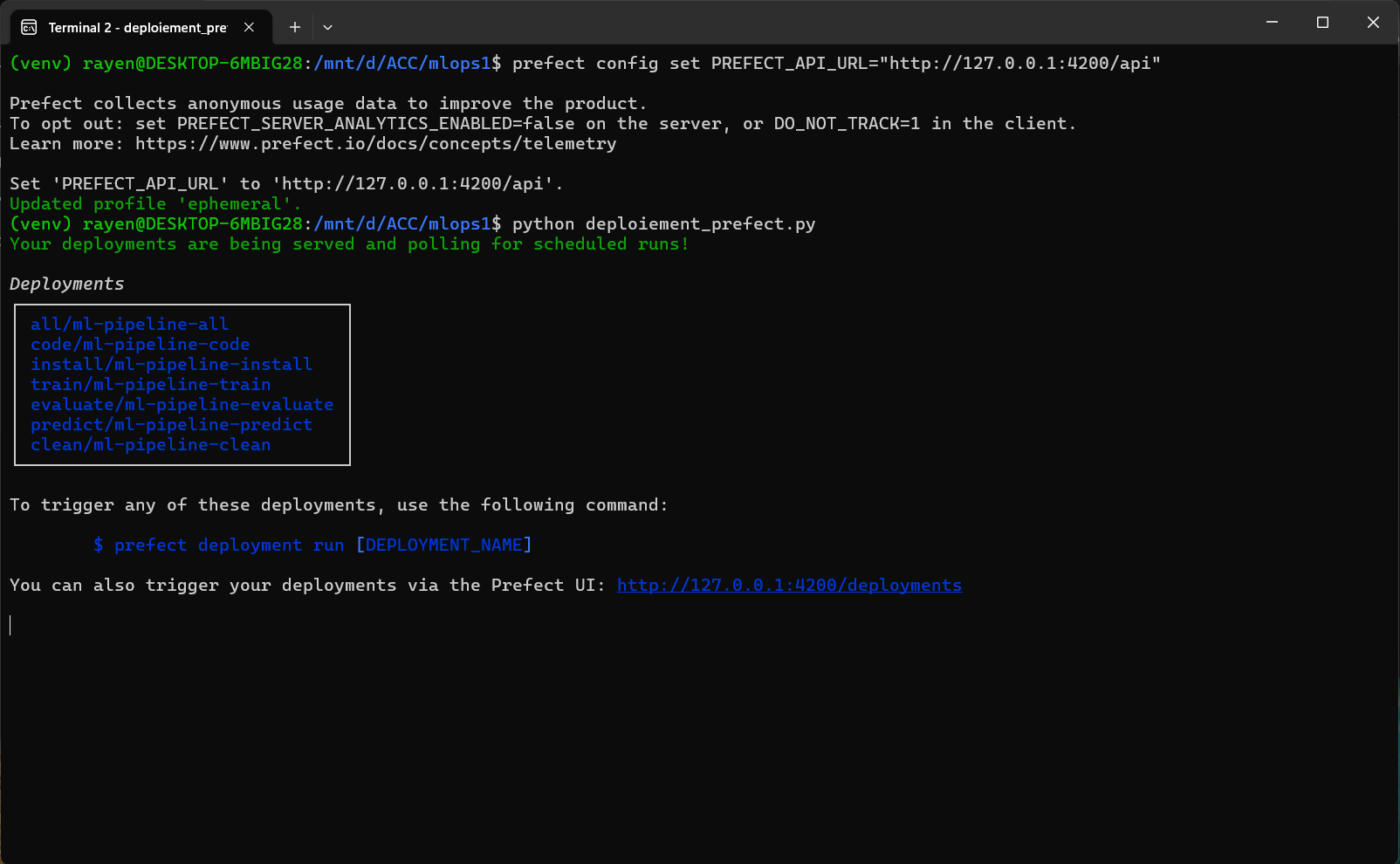 Terminal 2 - deploiement_pre
(venv) rayen@DESKTOP-6MBIG28:/mnt/d/ACC/mlops1$ prefect config set PREFECT_API_URL="http://127.0.0.1:4200/api"
Prefect collects anonymous usage data to improve the product.
To opt out: set PREFECT_SERVER_ANALYTICS_ENABLED=false on the server, or DO_NOT_TRACK=1 in the client.
Learn more: https://www.prefect.io/docs/concepts/telemetry
Set 'PREFECT_API_URL' to 'http://127.0.0.1:4200/api'.
Updated profile 'ephemeral'.
(venv) rayen@DESKTOP-6MBIG28:/mnt/d/ACC/mlops1$ python deploiement_prefect.py
Your deployments are being served and polling for scheduled runs!
Deployments
all/ml-pipeline-all
code/ml-pipeline-code
install/ml-pipeline-install
train/ml-pipeline-train
evaluate/ml-pipeline-evaluate
predict/ml-pipeline-predict
clean/ml-pipeline-clean
To trigger any of these deployments, use the following command:
$ prefect deployment run [DEPLOYMENT_NAME]
You can also trigger your deployments via the Prefect UI: http://127.0.0.1:4200/deployments